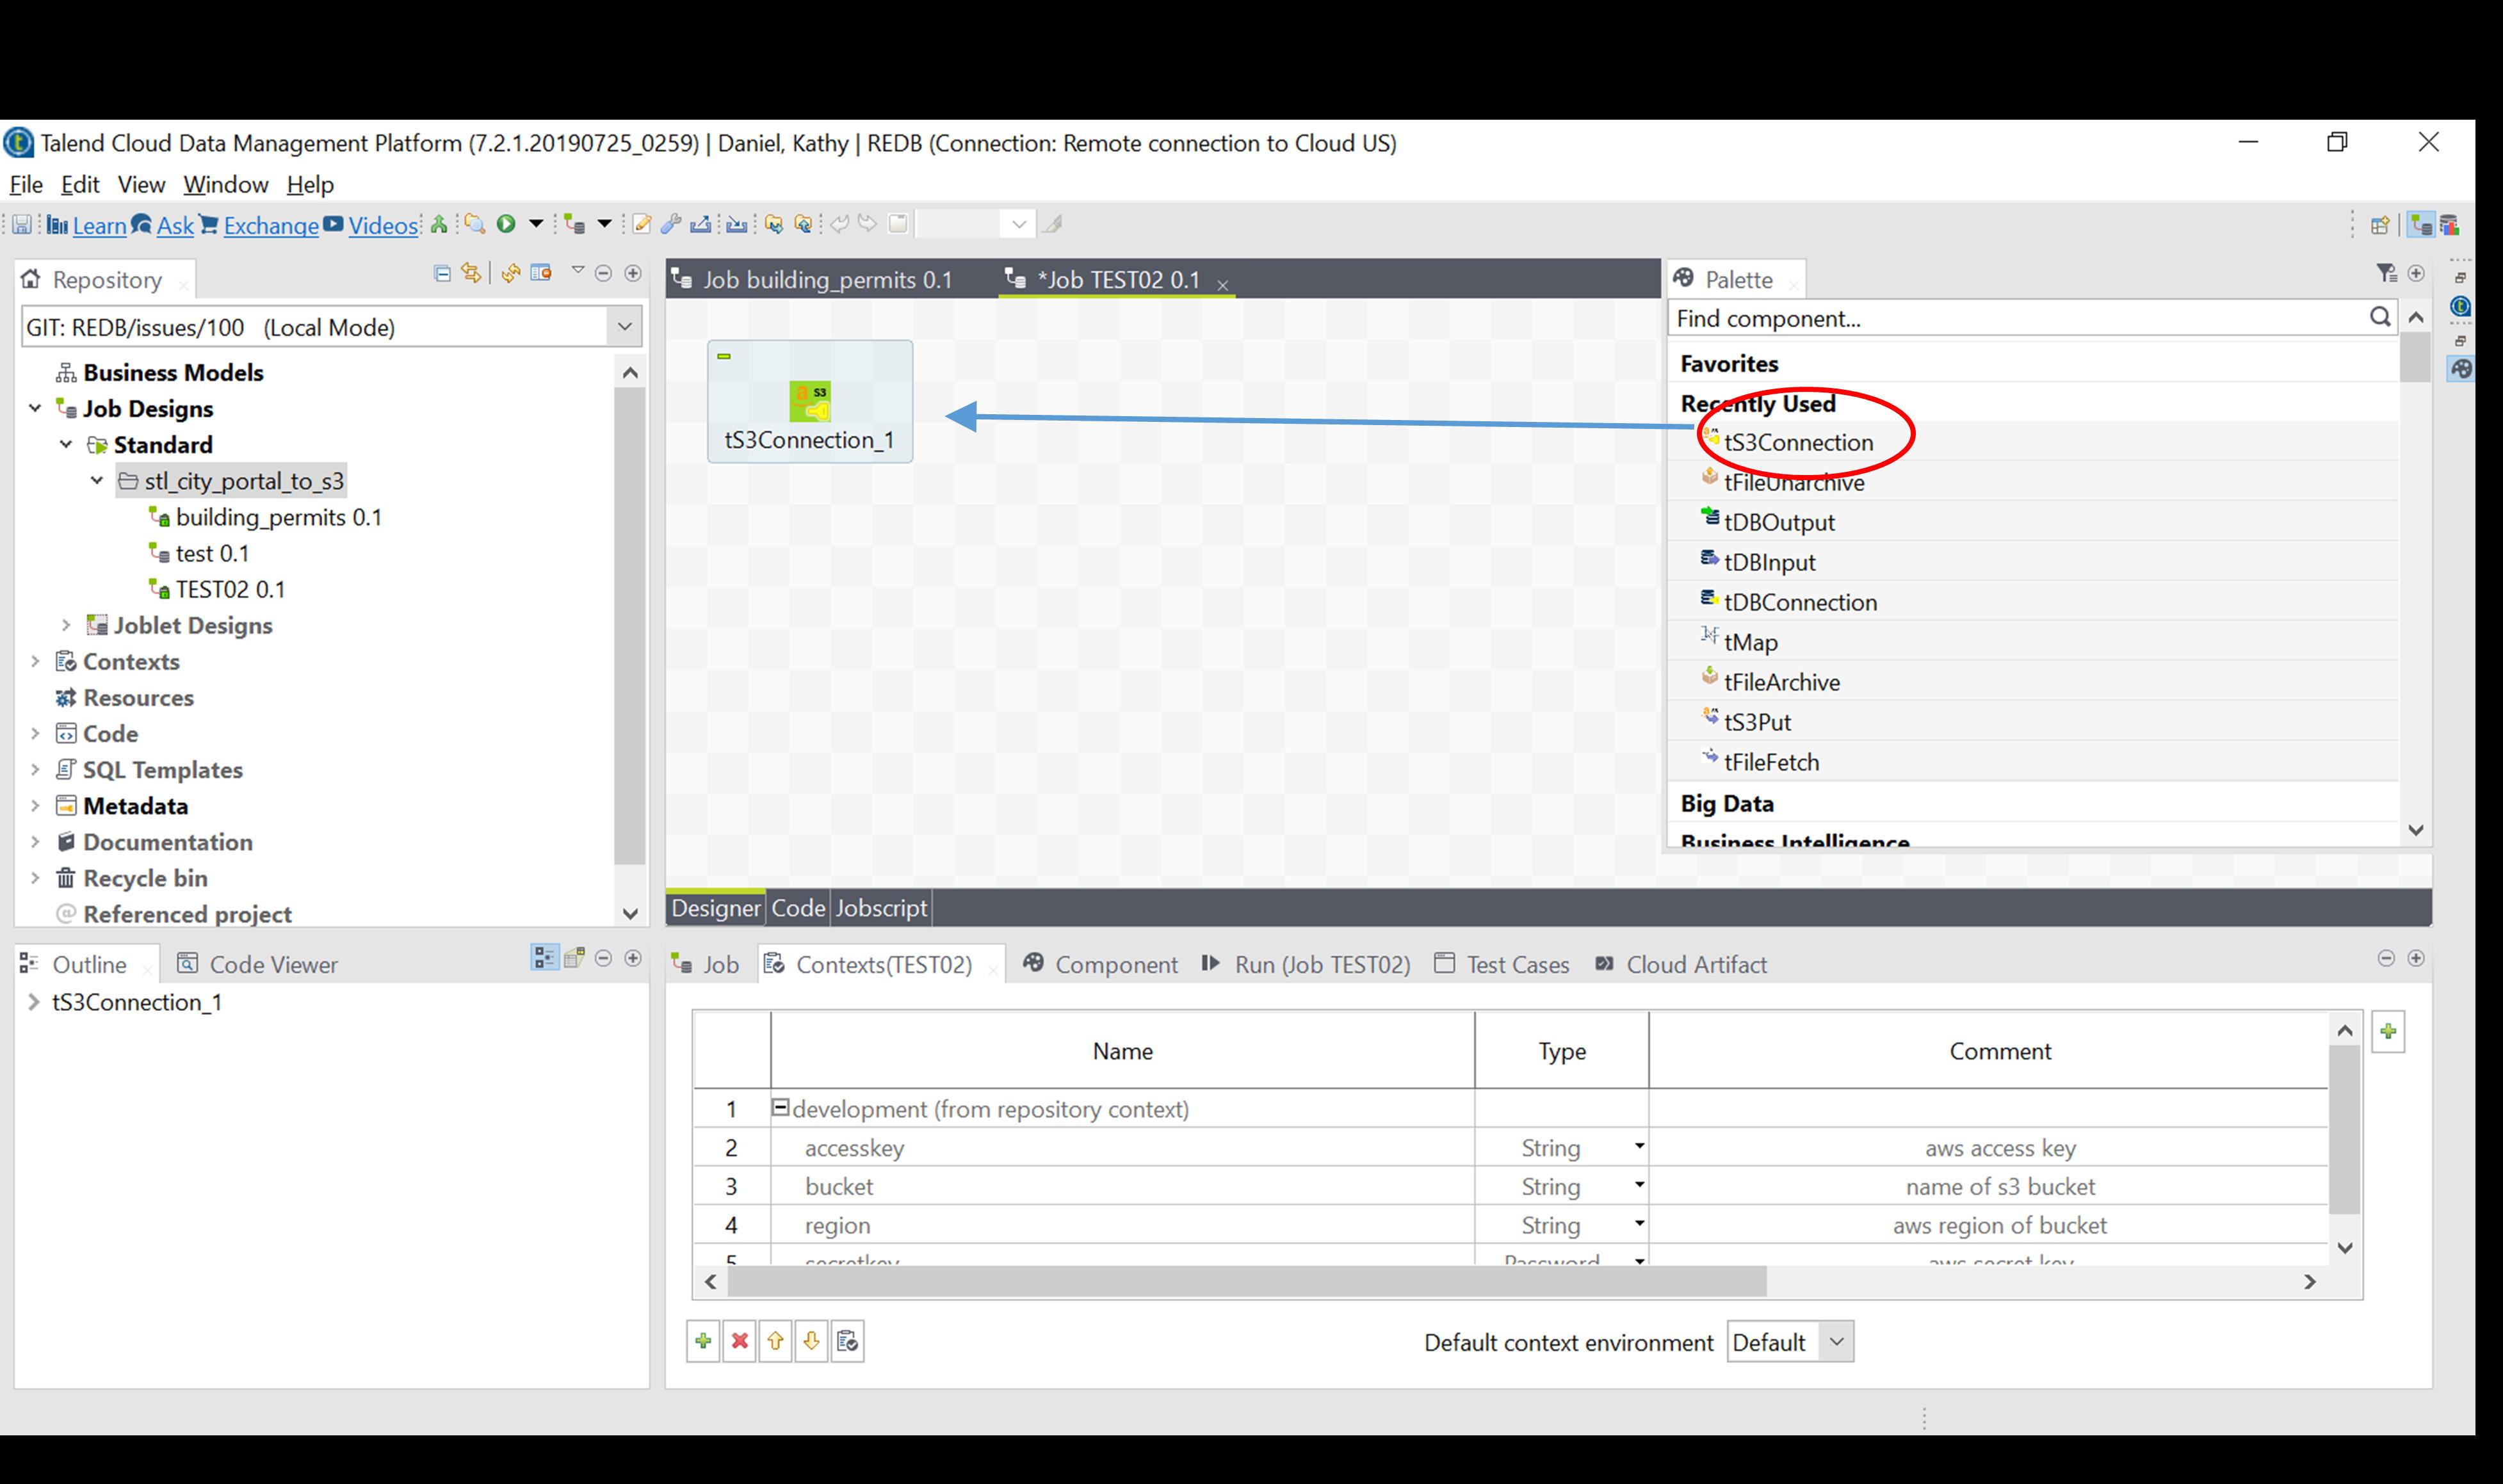 Talend Cloud Data Management Platform (7.2.1.20190725_0259) | Daniel, Kathy | REDB (Connection: Remote connection to Cloud US)
File Edit View Window Help
Learn Ask Exchange Videos
Repository
GIT: REDB/issues/100 (Local Mode)
Business Models
Job Designs
Standard
stl_city_portal_to_s3
building_permits 0.1
test 0.1
TEST02 0.1
Joblet Designs
Contexts
Resources
Code
SQL Templates
Metadata
Documentation
Recycle bin
Referenced project
Job building_permits 0.1 *Job TEST02 0.1
a S3
tS3Connection_1
Designer Code Jobscript
Palette
Find component...
Favorites
Recently Used
tS3Connection
tFileUnarchive
tDBOutput
tDBInput
tDBConnection
tMap
tFileArchive
tS3Put
tFileFetch
Big Data
Business Intelligence
Outline Code Viewer
tS3Connection_1
Job Contexts(TEST02) Component Run (Job TEST02) Test Cases Cloud Artifact
Name Type Comment
1 development (from repository context)
2 accesskey String aws access key
3 bucket String name of s3 bucket
4 region String aws region of bucket
5 secretkey Password aws secret key
Default context environment Default